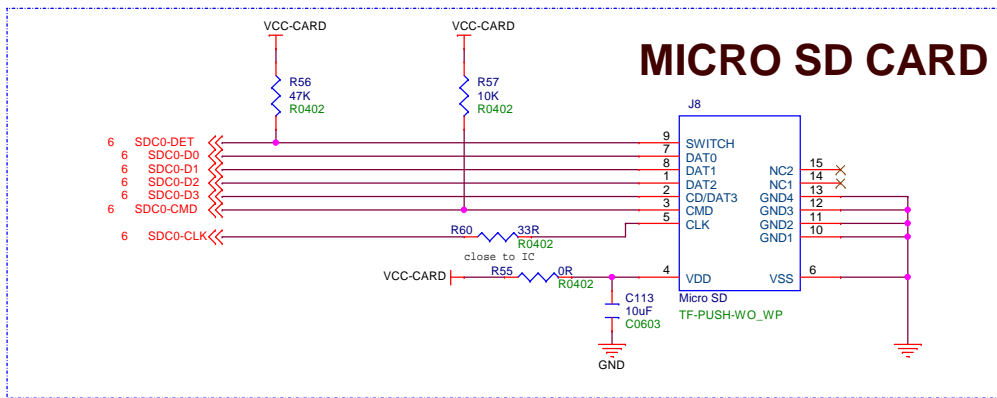 VCC-CARD
VCC-CARD
MICRO SD CARD
R56
47K
R0402
R57
10K
R0402
J8
6 SDC0-DET
9 SWITCH
6 SDC0-D0
7 DAT0
6 SDC0-D1
8 DAT1
NC2 15
6 SDC0-D2
1 DAT2
NC1 14
6 SDC0-D3
2 CD/DAT3
GND4 13
6 SDC0-CMD
3 CMD
GND3 12
5 CLK
GND2 11
6 SDC0-CLK
R60 33R
R0402
GND1 10
close to IC
VCC-CARD
R55 0R
R0402
4 VDD
VSS 6
C113
10uF
C0603
Micro SD
TF-PUSH-WO_WP
GND